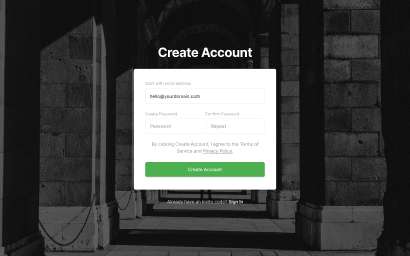 Create Account
Start with email address
hello@yourdomain.com
Create Password
Confirm Password
Password
Repeat
By clicking Create Account, I agree to the Terms of
Service and Privacy Policy.
Create Account
Already have an invite code? Sign In